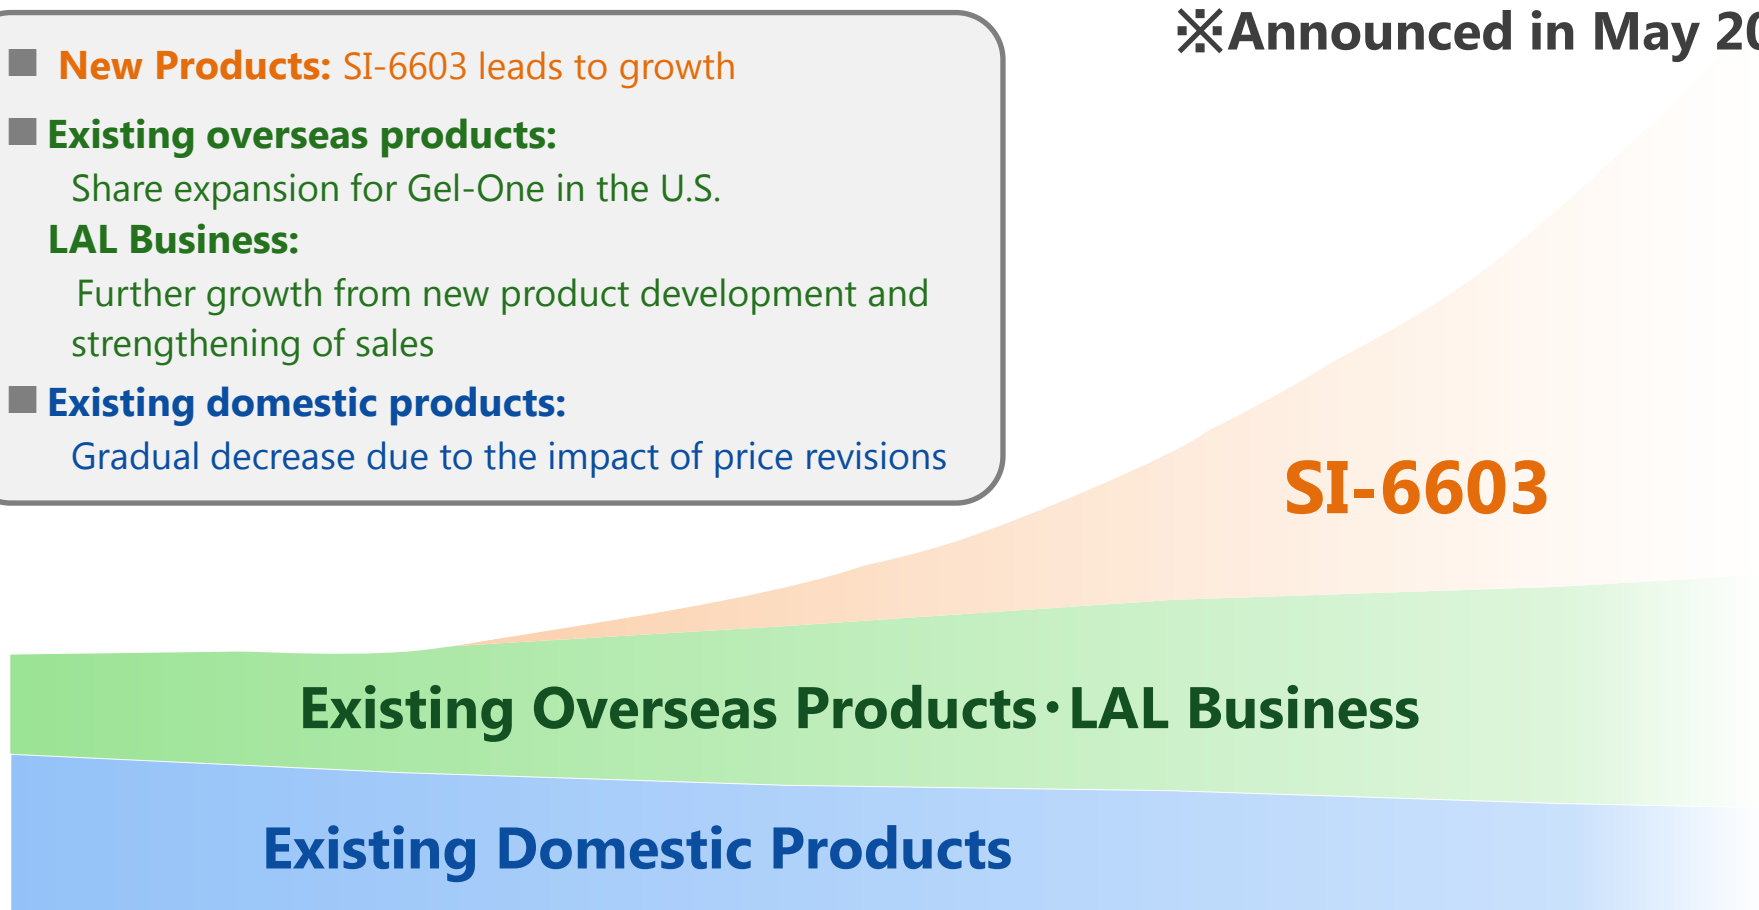 ※Announced in May
■ New Products: SI-6603 leads to growth
■ Existing overseas products:
Share expansion for Gel-One in the U.S.
LAL Business:
Further growth from new product development and
strengthening of sales
■ Existing domestic products:
Gradual decrease due to the impact of price revisions
SI-6603
Existing Overseas Products・LAL Business
Existing Domestic Products